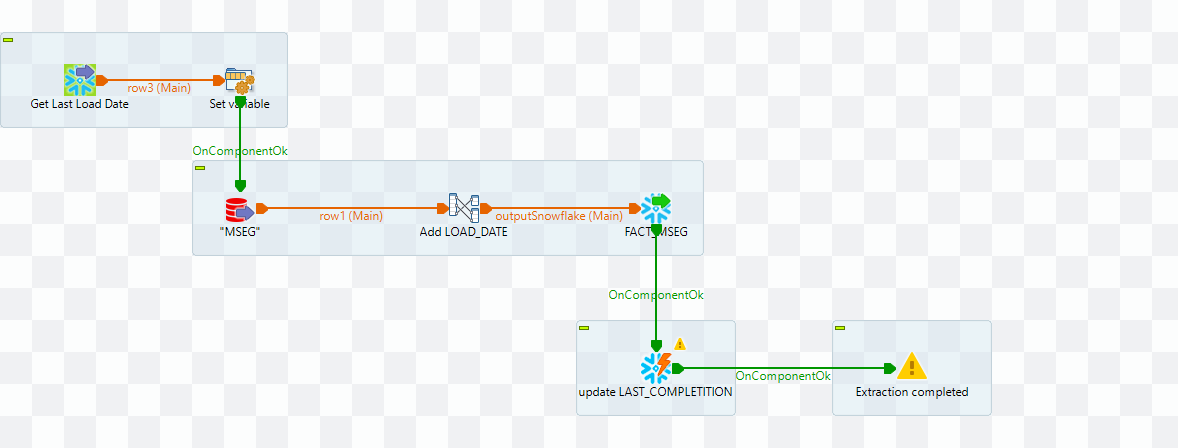 row3 (Main)
Get Last Load Date
Set variable
OnComponentOk
row1 (Main)
outputSnowflake (Main)
"MSEG"
Add LOAD_DATE
FACT_MSEG
OnComponentOk
OnComponentOk
update LAST_COMPLETITION
Extraction completed